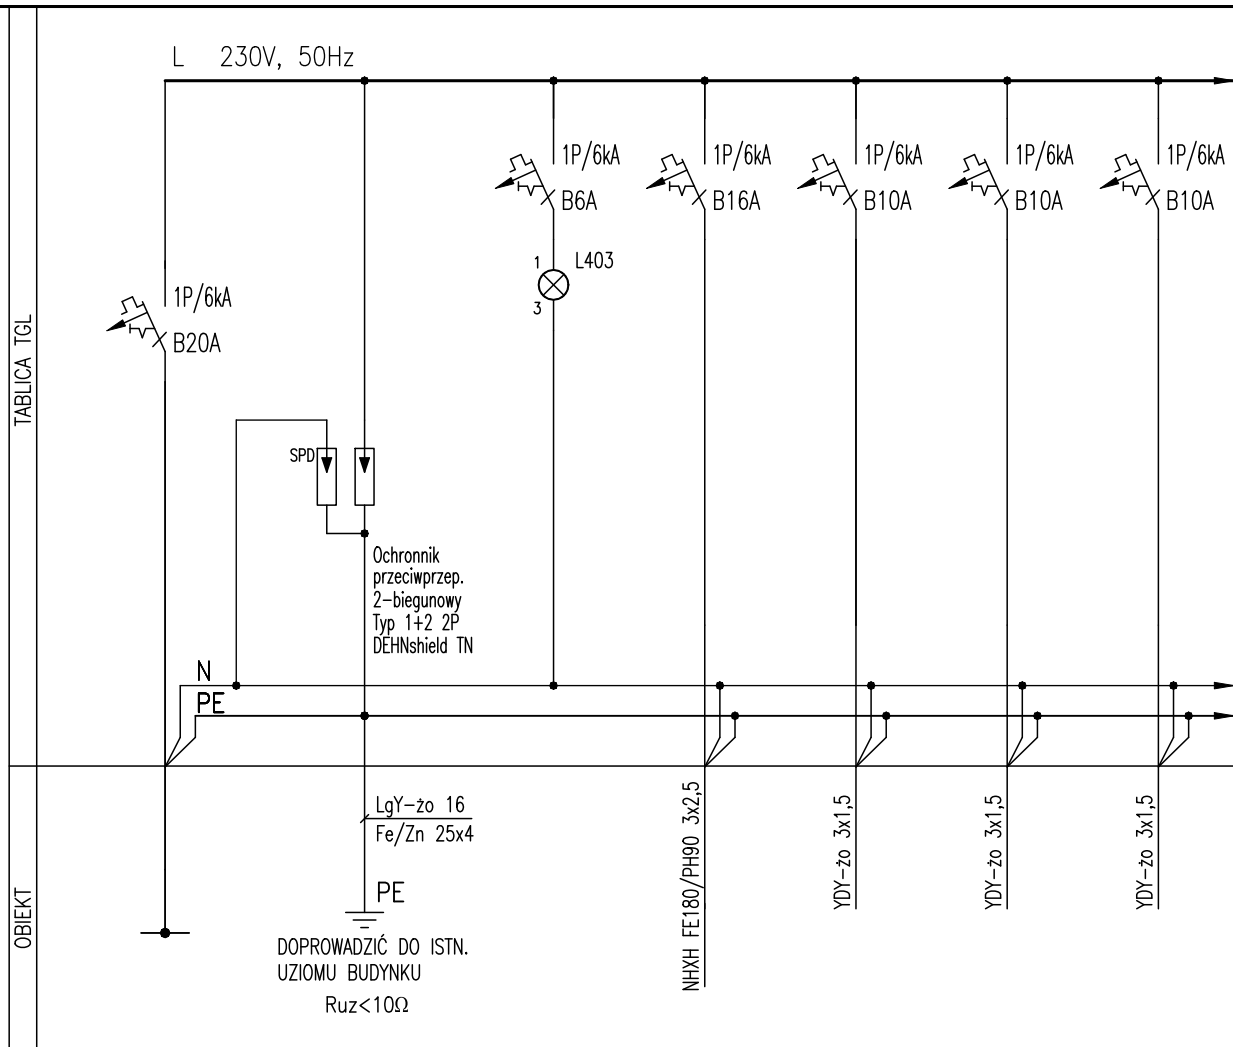 L 230V, 50Hz
1P/6kA
B6A
1P/6kA
B16A
1P/6kA
B10A
1P/6kA
B10A
1P/6kA
B10A
1
L403
3
1P/6kA
B20A
TABLICA TGL
SPD
Ochronnik
przeciwprzep.
2-biegunowy
Typ 1+2 2P
DEHNshield TN
N
PE
LgY-żo 16
Fe/Zn 25x4
PE
DOPROWADZIĆ DO ISTN.
UZIOMU BUDYNKU
Ruz<10Ω
NHXH FE180/PH90 3x2,5
YDY-żo 3x1,5
YDY-żo 3x1,5
YDY-żo 3x1,5
OBIEKT